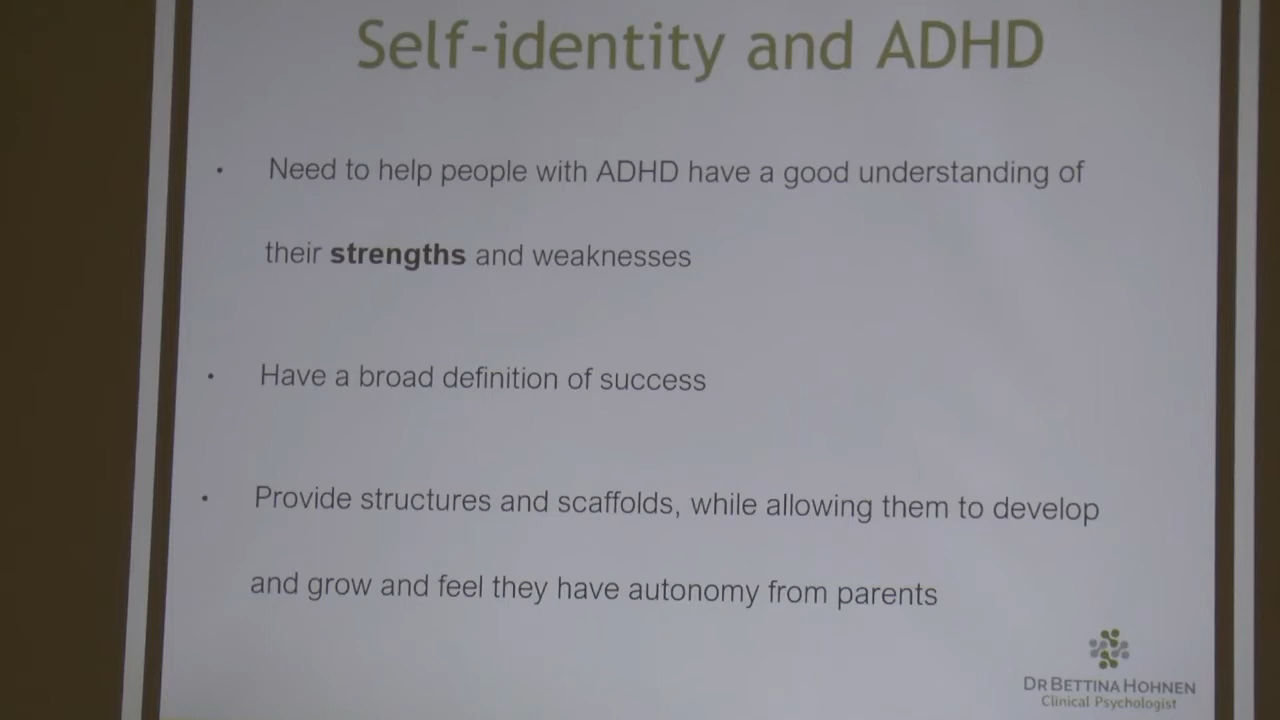 Self-identity and ADHD
• Need to help people with ADHD have a good understanding of
their strengths and weaknesses
• Have a broad definition of success
• Provide structures and scaffolds, while allowing them to develop
and grow and feel they have autonomy from parents
DR BETTINA HOHNEN
Clinical Psychologist